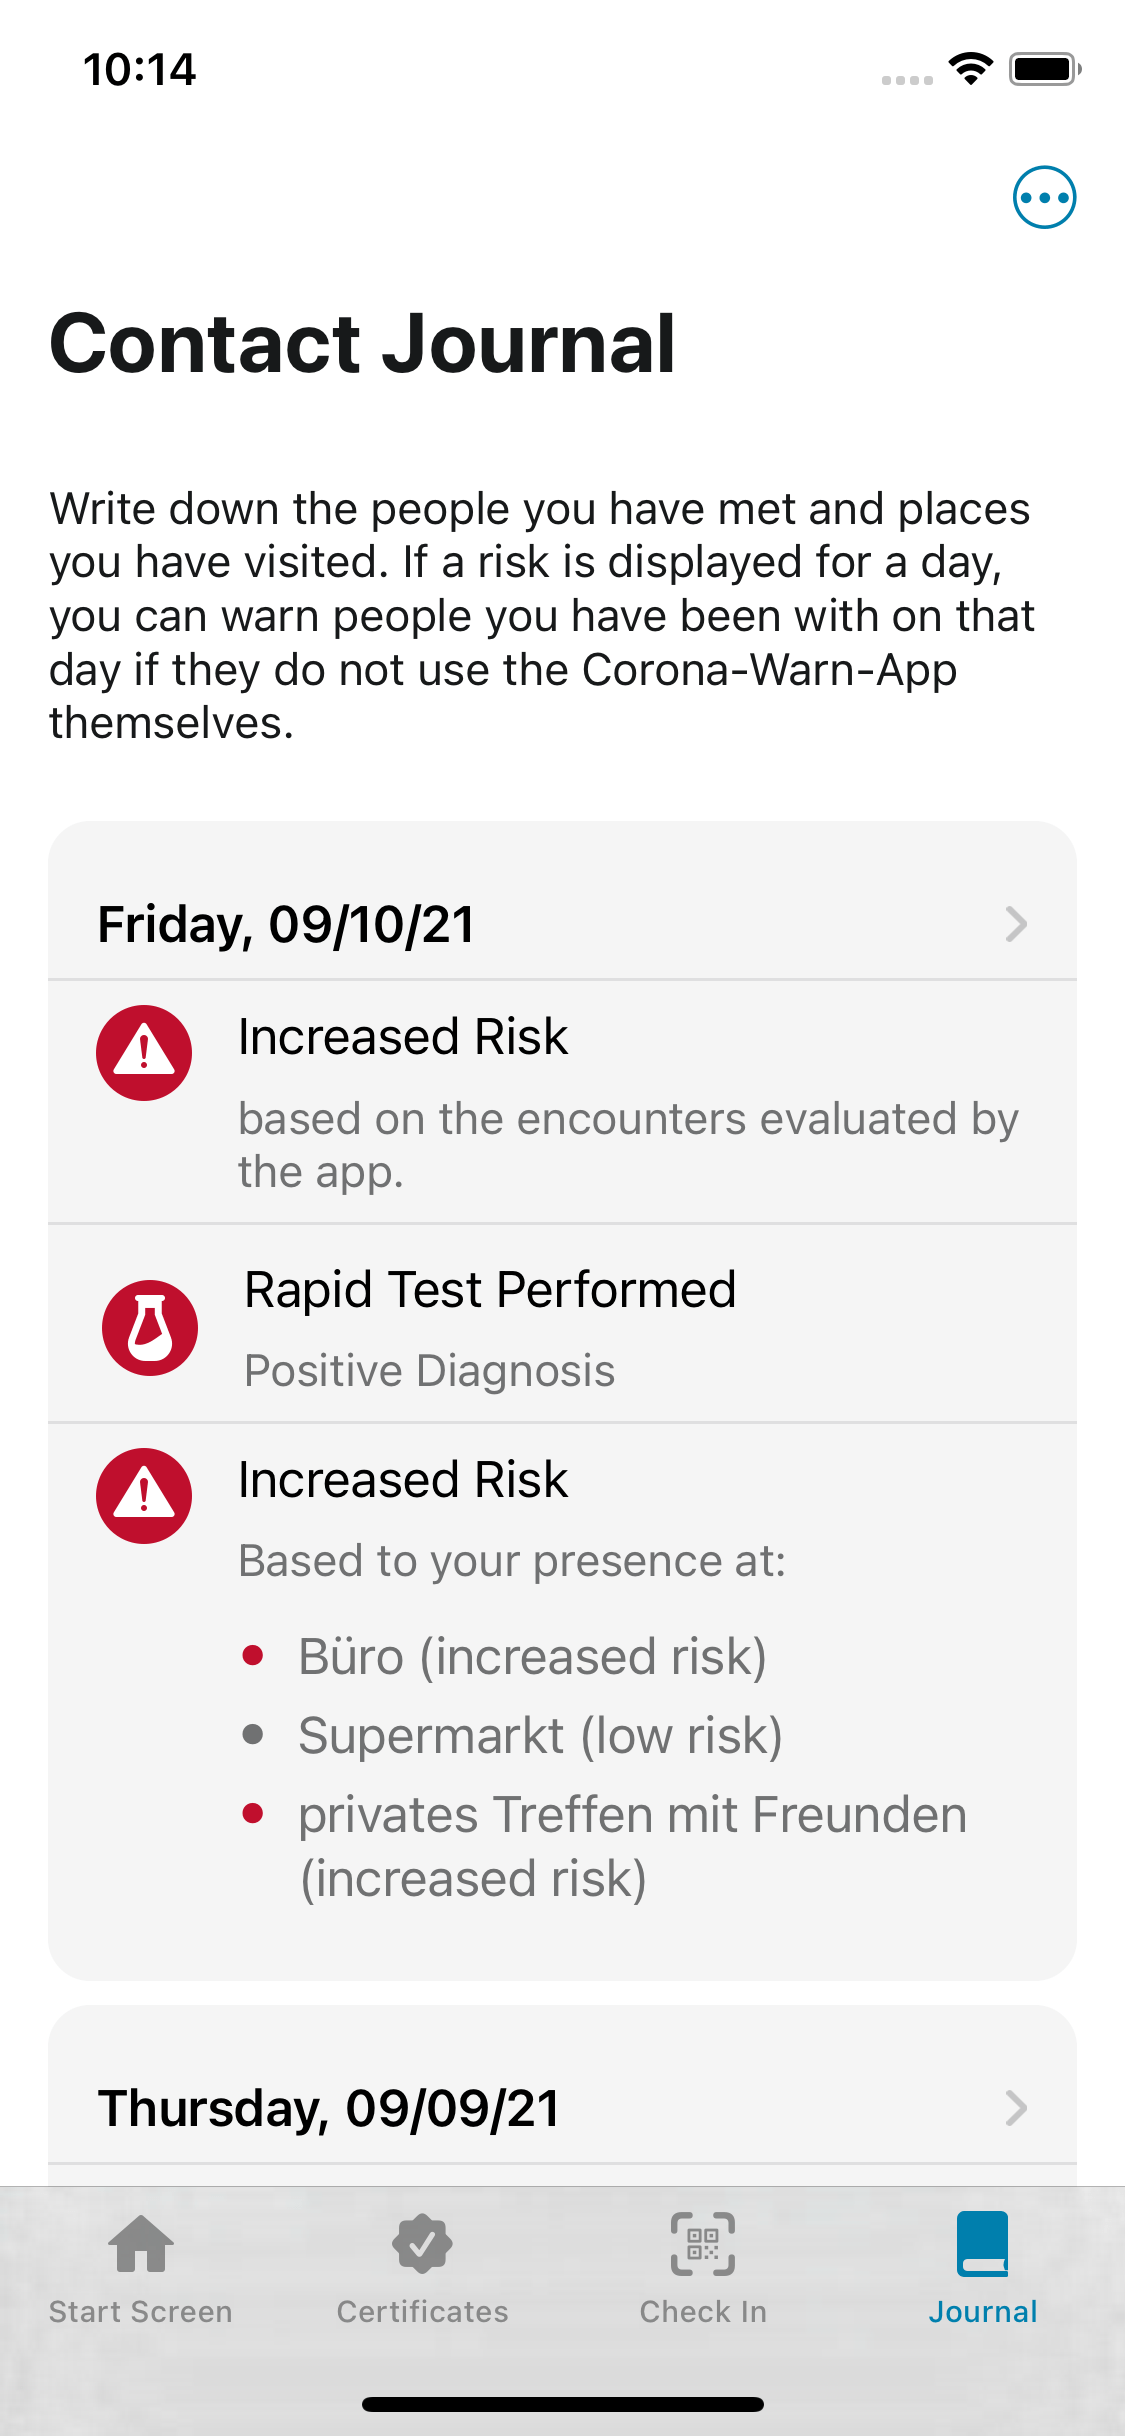 10:14
Contact Journal
Write down the people you have met and places
you have visited. If a risk is displayed for a day,
you can warn people you have been with on that
day if they do not use the Corona-Warn-App
themselves.
Friday, 09/10/21
Increased Risk
based on the encounters evaluated by
the app.
Rapid Test Performed
Positive Diagnosis
Increased Risk
Based to your presence at:
• Büro (increased risk)
• Supermarkt (low risk)
• privates Treffen mit Freunden
(increased risk)
Thursday, 09/09/21
Start Screen
Certificates
Check In
Journal